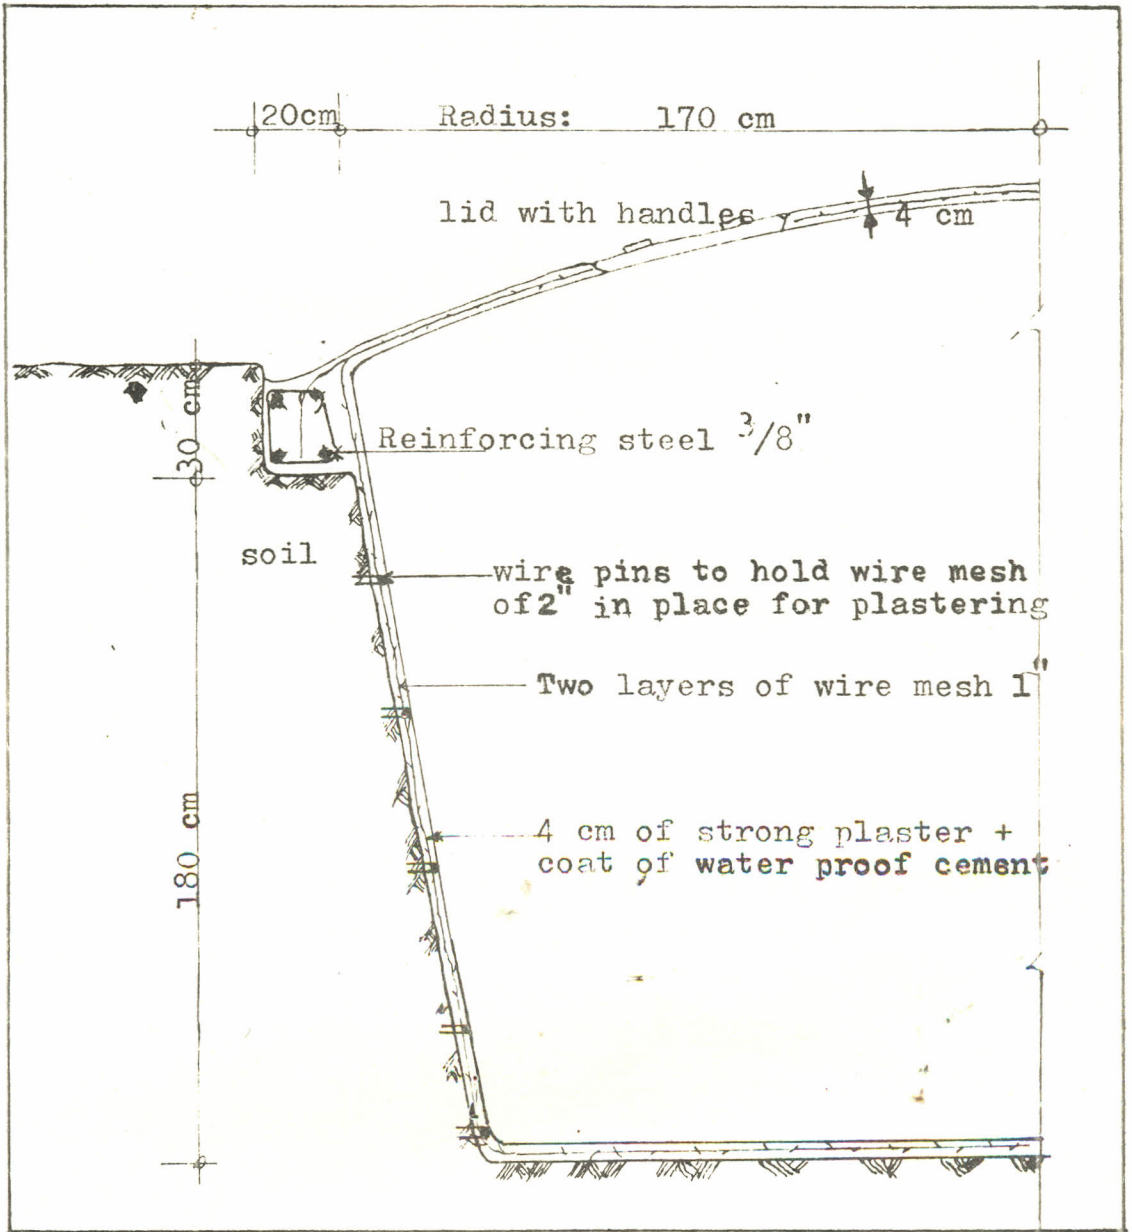 20cm
Radius: 170 cm
lid with handles
4 cm
30 cm
Reinforcing steel 3/8"
soil
wire pins to hold wire mesh
of 2" in place for plastering
Two layers of wire mesh 1"
180 cm
4 cm of strong plaster +
coat of water proof cement